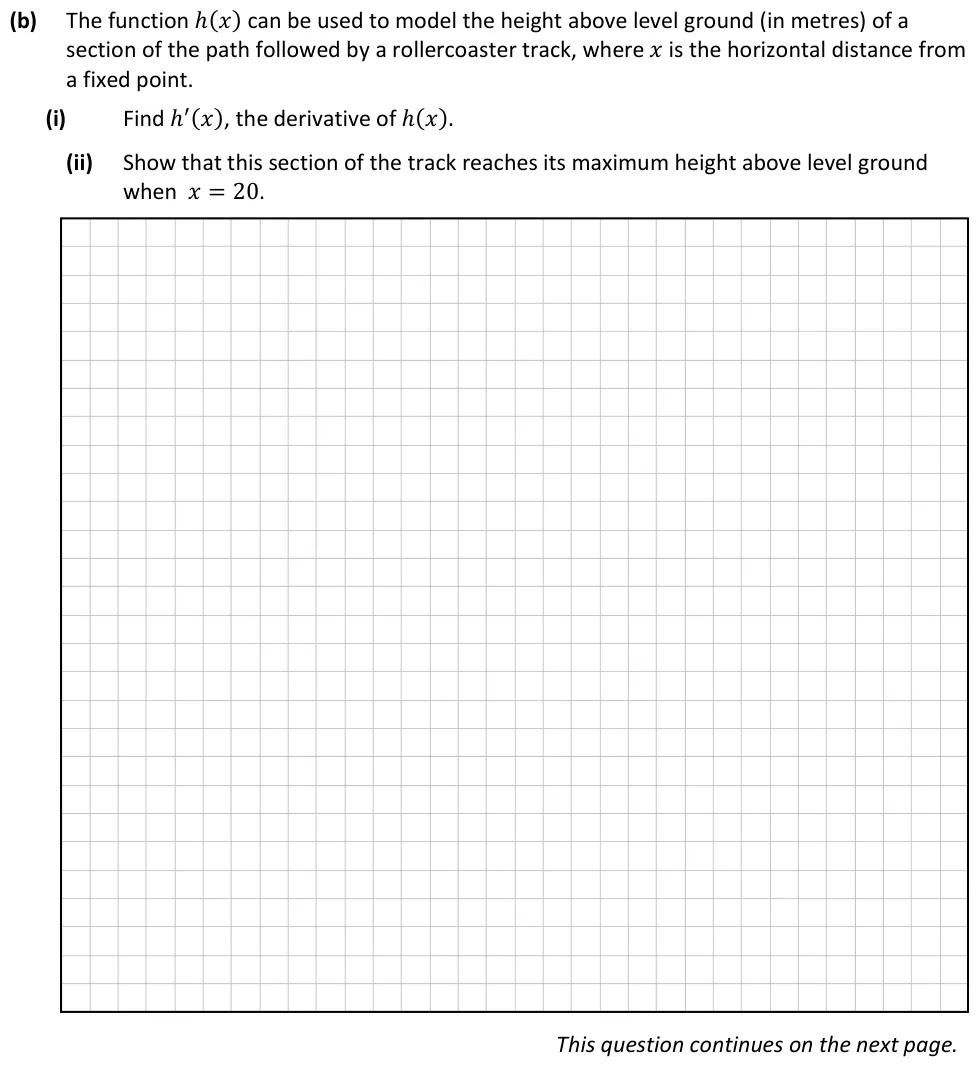 (b) The function h(x) can be used to model the height above level ground (in metres) of a
section of the path followed by a rollercoaster track, where x is the horizontal distance from
a fixed point.
(i) Find h′(x), the derivative of h(x).
(ii) Show that this section of the track reaches its maximum height above level ground
when x = 20.
This question continues on the next page.